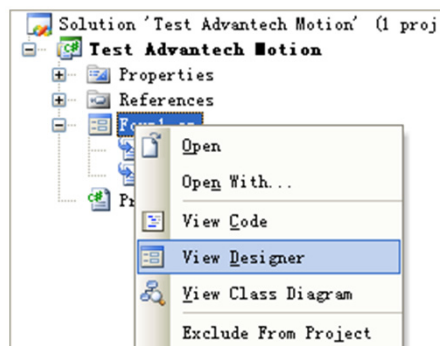 Solution 'Test Advantech Motion' (1 proj
Test Advantech Motion
Properties
References
Open
Open With...
View Code
View Designer
View Class Diagram
Exclude From Project